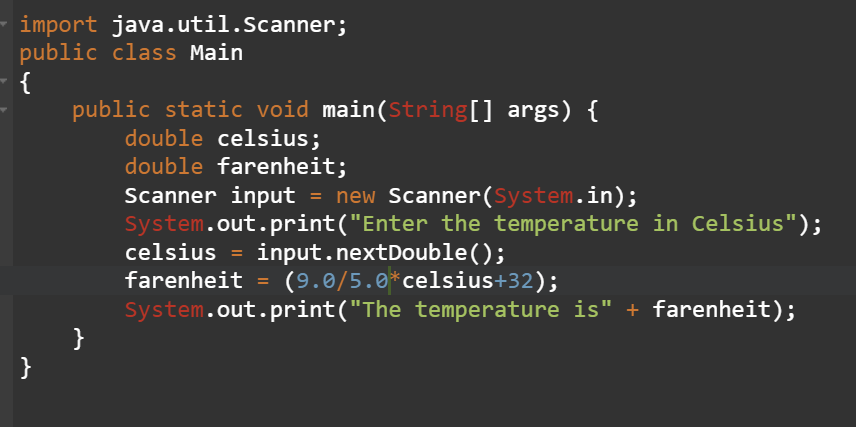 import java.util.Scanner;
public class Main
{
    public static void main(String[] args) {
        double celsius;
        double farenheit;
        Scanner input = new Scanner(System.in);
        System.out.print("Enter the temperature in Celsius");
        celsius = input.nextDouble();
        farenheit = (9.0/5.0*celsius+32);
        System.out.print("The temperature is" + farenheit);
    }
}